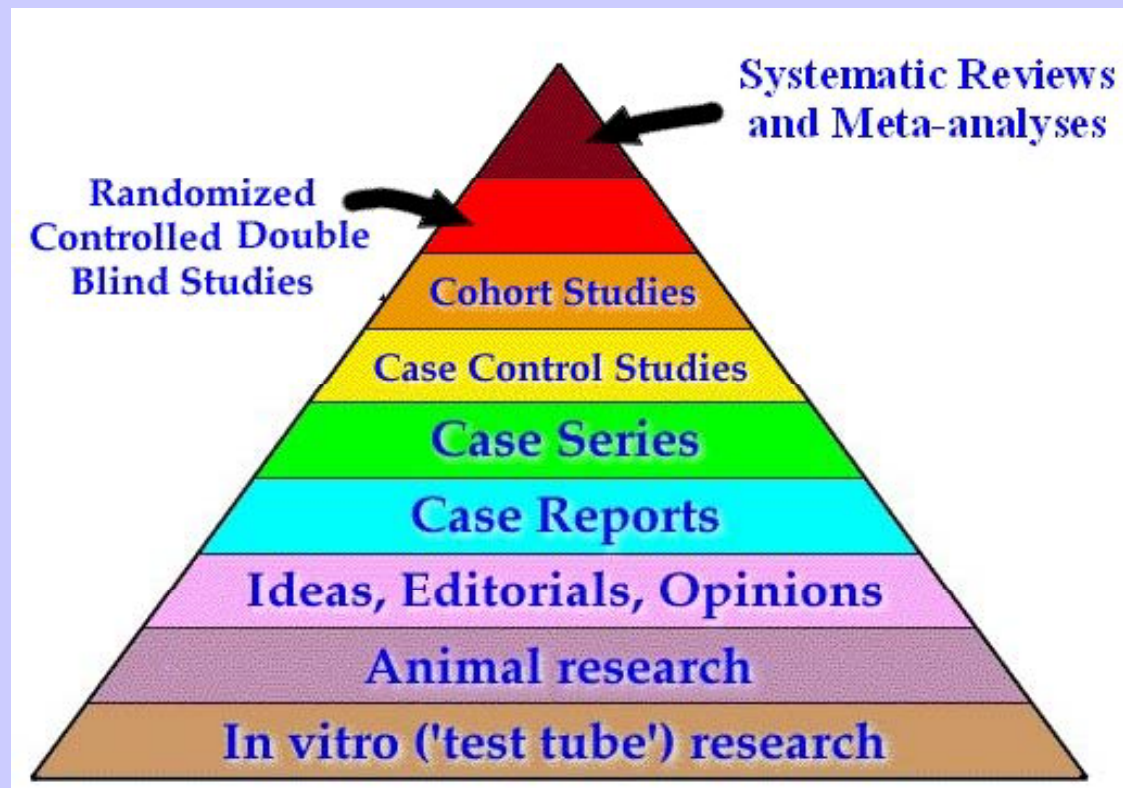 Systematic Reviews
and Meta-analyses
Randomized
Controlled Double
Blind Studies
Cohort Studies
Case Control Studies
Case Series
Case Reports
Ideas, Editorials, Opinions
Animal research
In vitro ('test tube') research